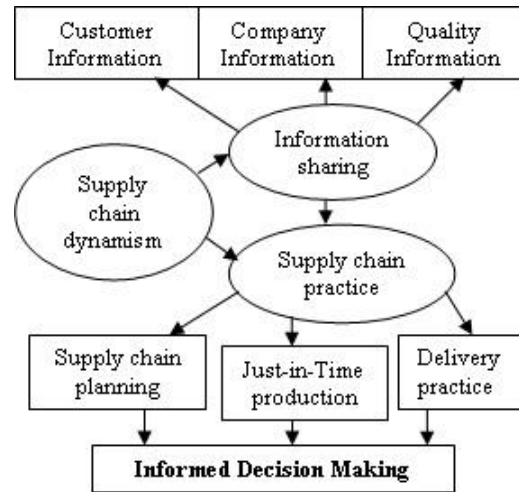 Customer
Information
Company
Information
Quality
Information
Information
sharing
Supply
chain
dynamism
Supply chain
practice
Supply chain
planning
Just-in-Time
production
Delivery
practice
Informed Decision Making